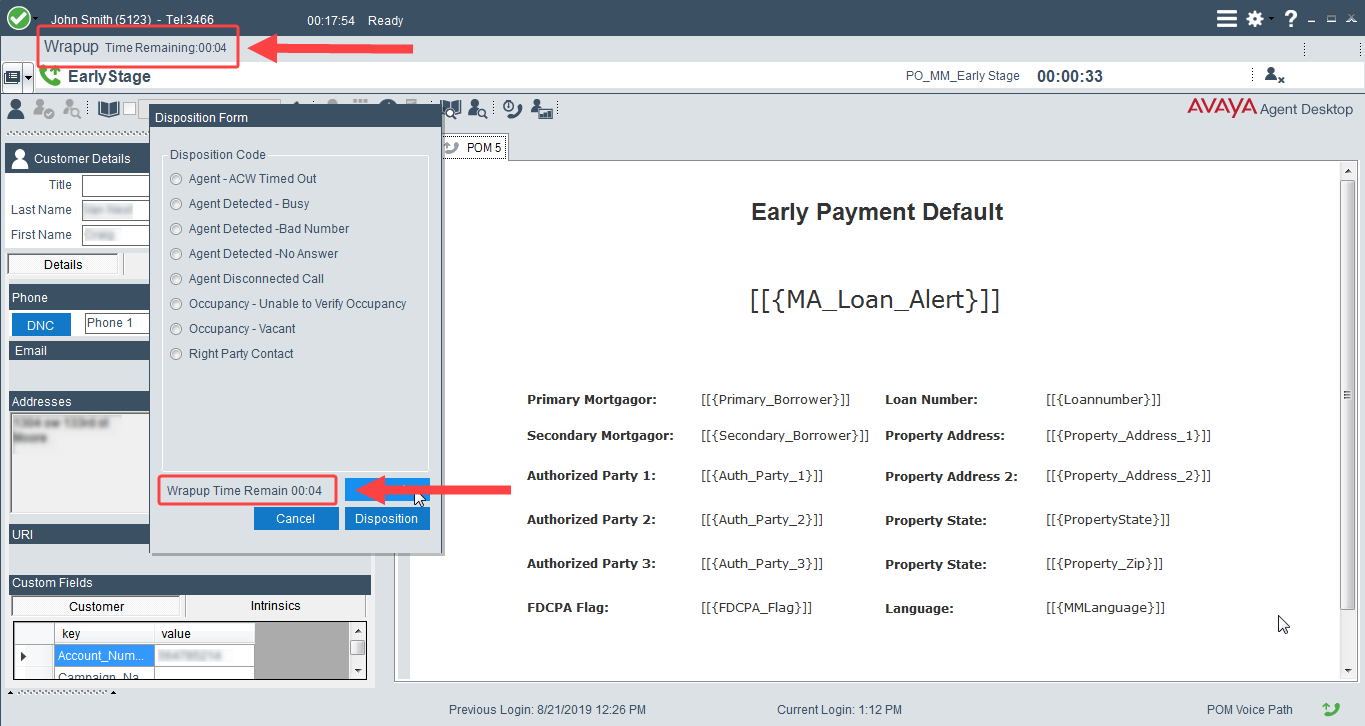 John Smith (5123) - Tel:3466 00:17:54 Ready
Wrapup Time Remaining:00:04
EarlyStage PO_MM_Early Stage 00:00:33
AVAYA Agent Desktop
Disposition Form
POM 5
Customer Details
Title
Last Name
First Name
Details
Phone
DNC Phone 1
Email
Addresses
URI
Custom Fields
Customer Intrinsics
key value
Account_Num...
Campaign_Na
Disposition Code
Agent - ACW Timed Out
Agent Detected - Busy
Agent Detected -Bad Number
Agent Detected -No Answer
Agent Disconnected Call
Occupancy - Unable to Verify Occupancy
Occupancy - Vacant
Right Party Contact
Wrapup Time Remain 00:04
Cancel Disposition
Early Payment Default
[[{MA_Loan_Alert}]]
Primary Mortgagor: [[{Primary_Borrower}]] Loan Number: [[{Loannumber}]]
Secondary Mortgagor: [[{Secondary_Borrower}]] Property Address: [[{Property_Address_1}]]
Authorized Party 1: [[{Auth_Party_1}]] Property Address 2: [[{Property_Address_2}]]
Authorized Party 2: [[{Auth_Party_2}]] Property State: [[{PropertyState}]]
Authorized Party 3: [[{Auth_Party_3}]] Property State: [[{Property_Zip}]]
FDCPA Flag: [[{FDCPA_Flag}]] Language: [[{MMLanguage}]]
Previous Login: 8/21/2019 12:26 PM Current Login: 1:12 PM POM Voice Path